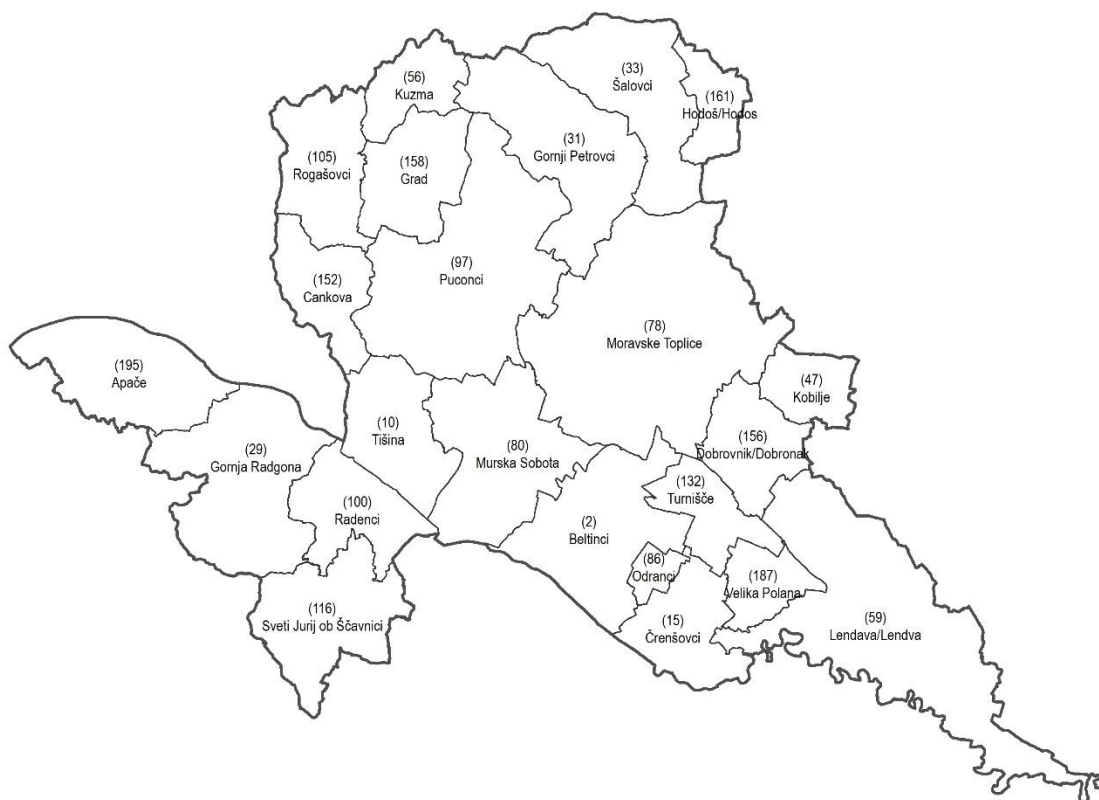 (56)
Kuzma
(33)
Šalovci
(161)
Hodoš/Hodos
(31)
Gornji Petrovci
(105)
Rogašovci
(158)
Grad
(97)
Puconci
(152)
Cankova
(78)
Moravske Toplice
(195)
Apače
(47)
Kobilje
(10)
Tišina
(156)
Dobrovnik/Dobronak
(29)
Gornja Radgona
(80)
Murska Sobota
(132)
Turnišče
(100)
Radenci
(2)
Beltinci
(86)
Odranci
(187)
Velika Polana
(116)
Sveti Jurij ob Ščavnici
(15)
Črenšovci
(59)
Lendava/Lendva